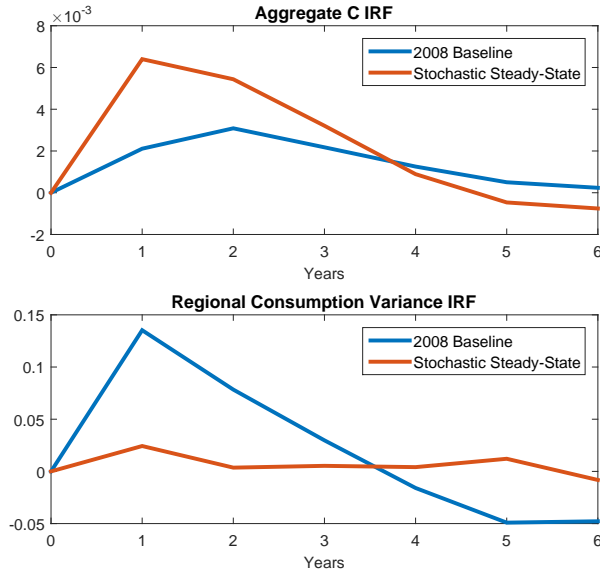 Aggregate C IRF
×10⁻³
8
6
4
2
0
-2
2008 Baseline
Stochastic Steady-State
0 1 2 3 4 5 6
Years
Regional Consumption Variance IRF
0.15
0.1
0.05
0
-0.05
2008 Baseline
Stochastic Steady-State
0 1 2 3 4 5 6
Years